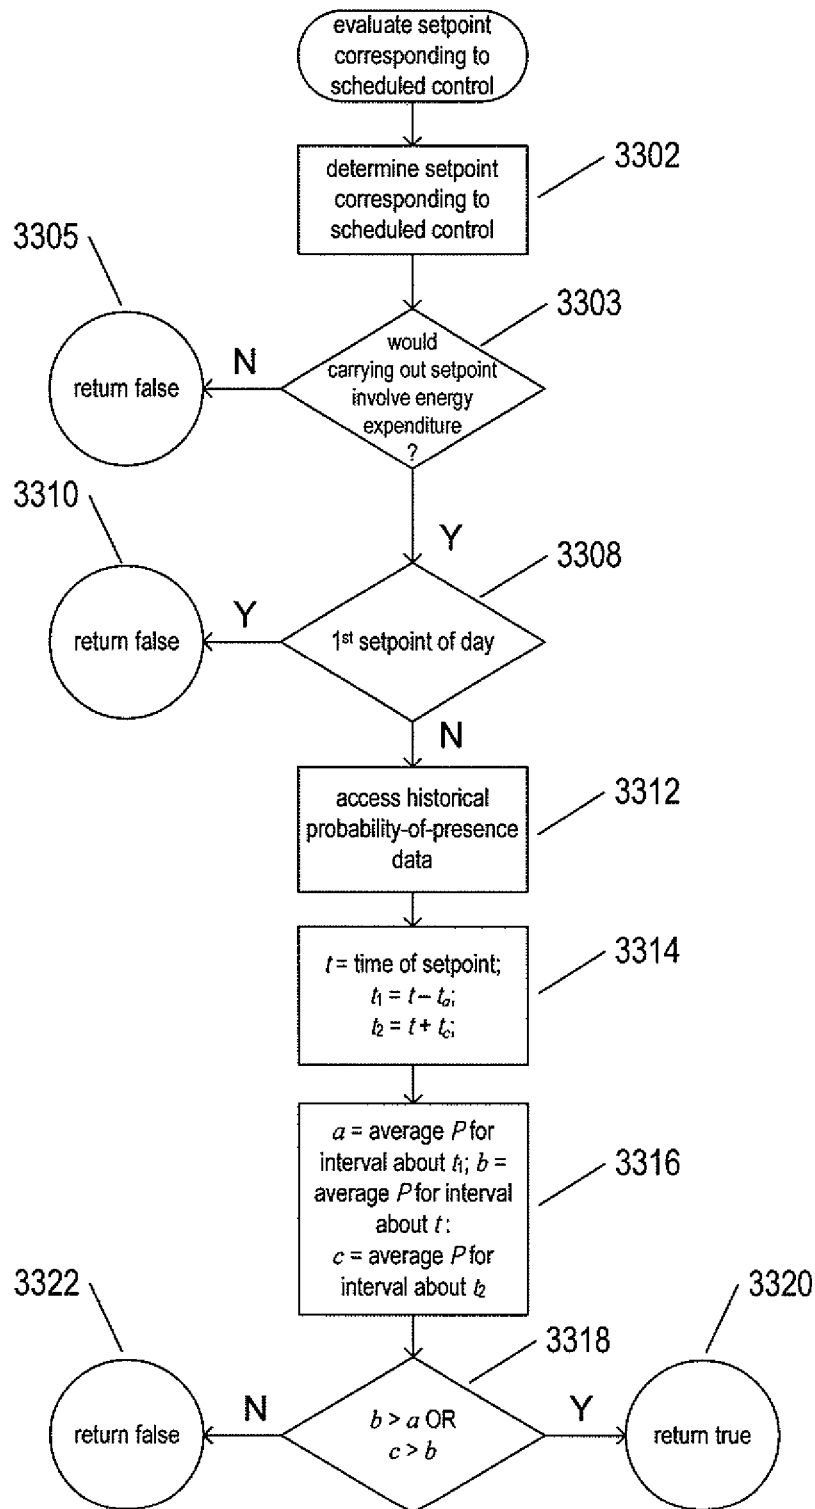 evaluate setpoint
corresponding to
scheduled control
3302
determine setpoint
corresponding to
scheduled control
3305
3303
would
carrying out setpoint
involve energy
expenditure
?
N
return false
3310
Y
3308
Y
return false
1st setpoint of day
N
3312
access historical
probability-of-presence
data
3314
t = time of setpoint;
t1 = t – ta;
t2 = t + tc;
3316
a = average P for
interval about t1; b =
average P for interval
about t:
c = average P for
interval about t2
3322
3320
3318
N
return false
b > a OR
c > b
Y
return true